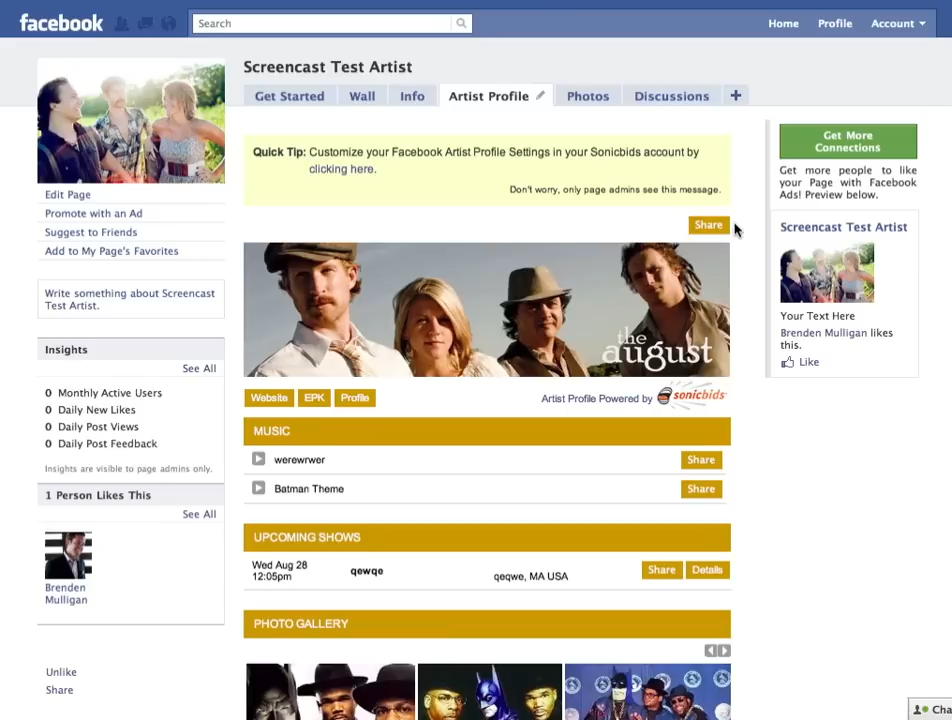 facebook
Search
Home Profile Account
Screencast Test Artist
Get Started Wall Info Artist Profile Photos Discussions +
Edit Page
Promote with an Ad
Suggest to Friends
Add to My Page's Favorites
Write something about Screencast
Test Artist.
Insights
See All
0 Monthly Active Users
0 Daily New Likes
0 Daily Post Views
0 Daily Post Feedback
Insights are visible to page admins only.
1 Person Likes This
See All
Brenden
Mulligan
Unlike
Share
Quick Tip: Customize your Facebook Artist Profile Settings in your Sonicbids account by
clicking here.
Don't worry, only page admins see this message.
Share
the
august
Website EPK Profile
Artist Profile Powered by sonicbids
MUSIC
werewrwer Share
Batman Theme Share
UPCOMING SHOWS
Wed Aug 28
12:05pm
qewqe
qeqwe, MA USA
Share Details
PHOTO GALLERY
Get More
Connections
Get more people to like
your Page with Facebook
Ads! Preview below.
Screencast Test Artist
Your Text Here
Brenden Mulligan likes
this.
Like
Cha